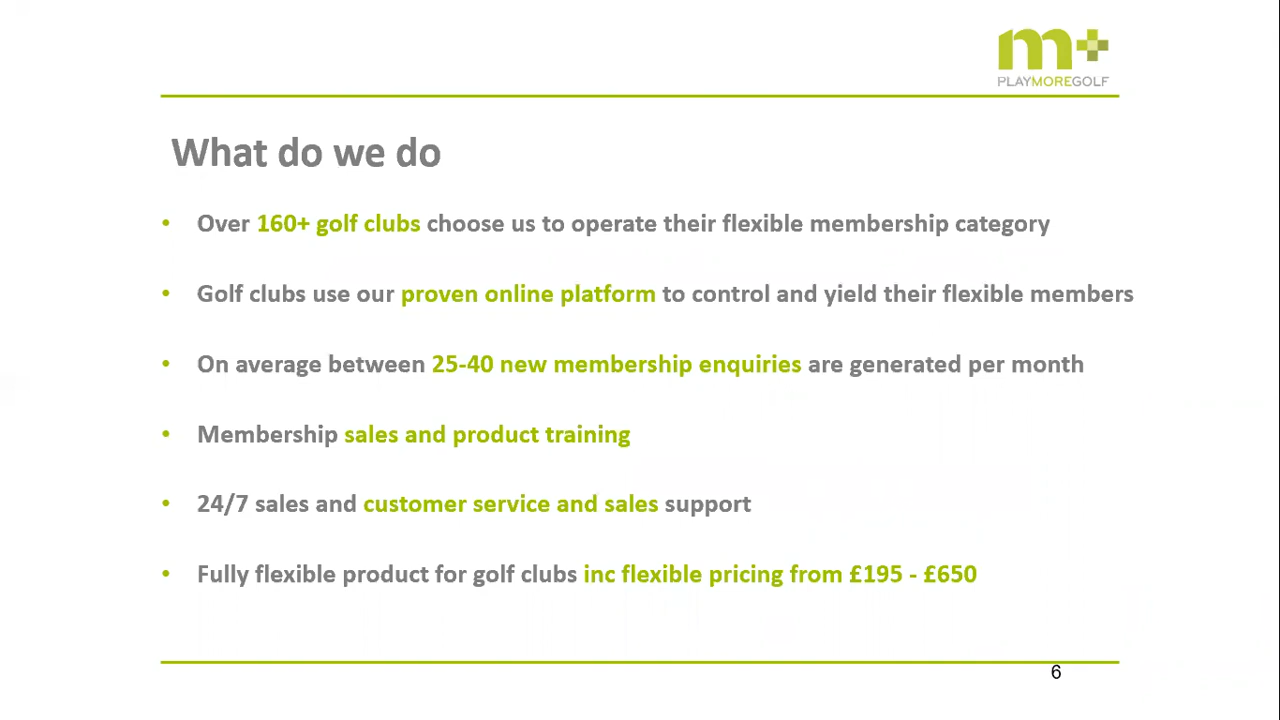 m+
PLAYMOREGOLF
What do we do
• Over 160+ golf clubs choose us to operate their flexible membership category
• Golf clubs use our proven online platform to control and yield their flexible members
• On average between 25-40 new membership enquiries are generated per month
• Membership sales and product training
• 24/7 sales and customer service and sales support
• Fully flexible product for golf clubs inc flexible pricing from £195 - £650
6